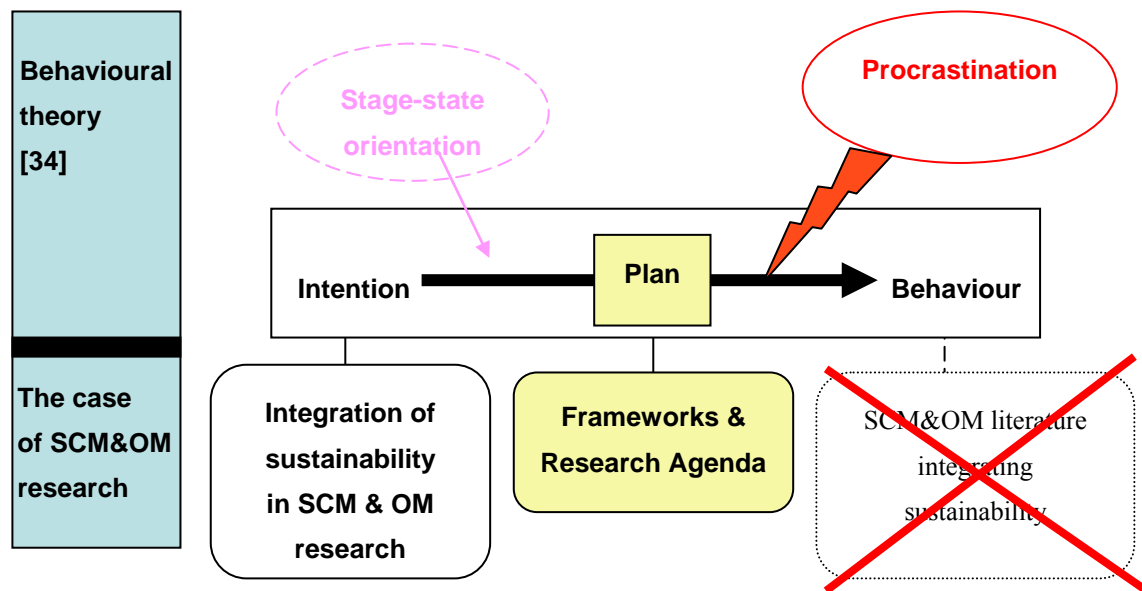 Behavioural
theory
[34]
Stage-state
orientation
Procrastination
Intention
Plan
Behaviour
The case
of SCM&OM
research
Integration of
sustainability
in SCM & OM
research
Frameworks &
Research Agenda
SCM&OM literature
integrating
sustainability